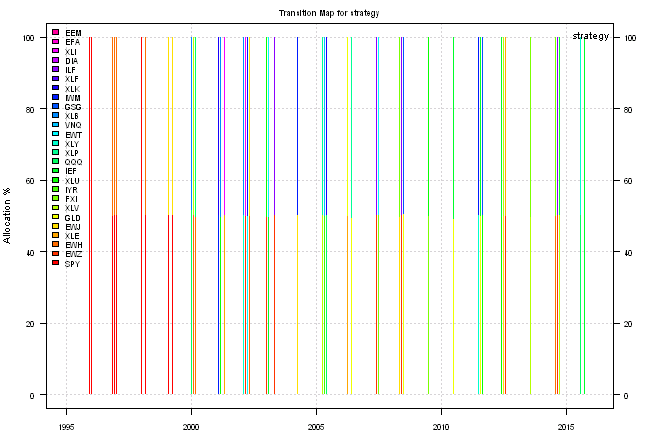 Transition Map for strategy
strategy
EEM
EFA
XLI
DIA
ILF
XLF
XLK
IWM
GSG
XLB
VNQ
EWT
XLY
XLP
QQQ
IEF
XLU
IYR
FXI
XLV
GLD
EWJ
XLE
EWH
EWZ
SPY
Allocation %
100 100
80 80
60 60
40 40
20 20
0 0
1995 2000 2005 2010 2015